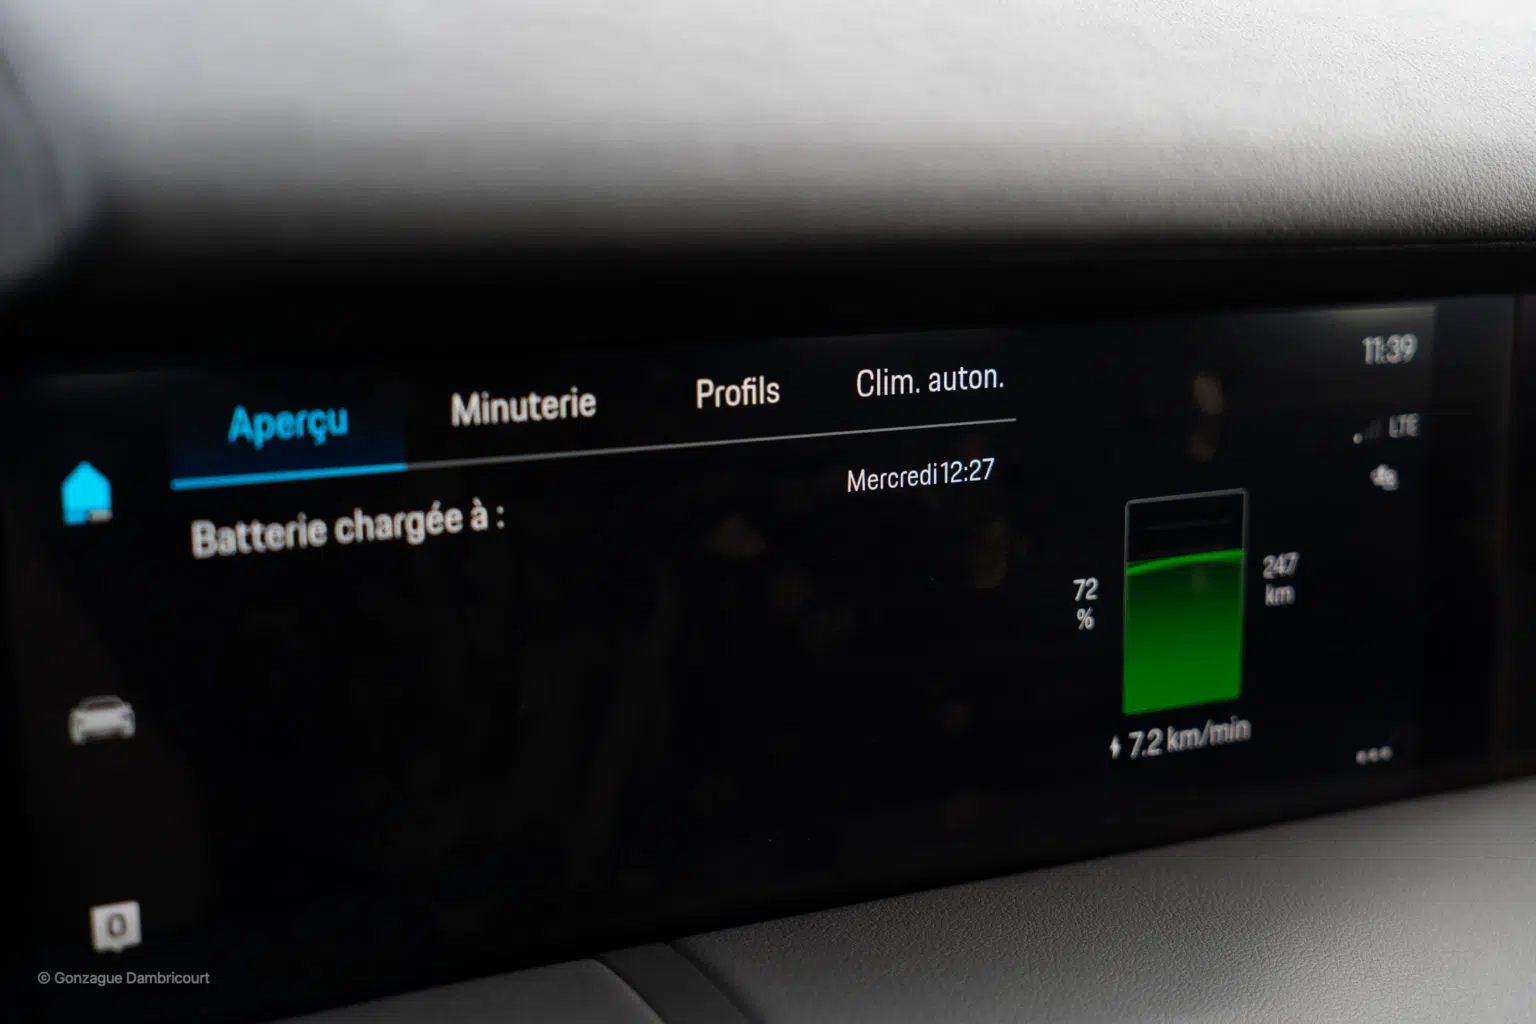 11:39
Aperçu Minuterie Profils Clim. auton.
LTE
Batterie chargée à : Mercredi 12:27
72
%
247
km
7.2 km/min
0
© Gonzague Dambricourt